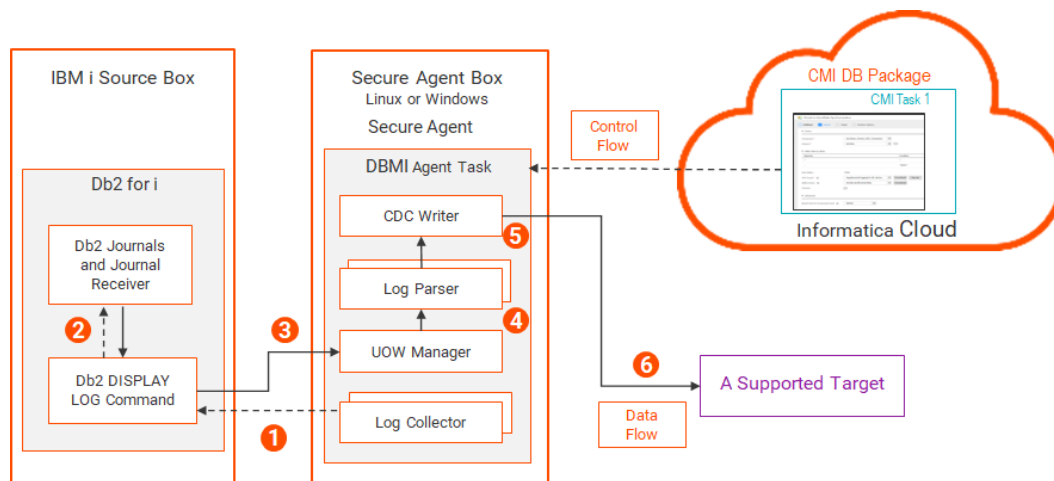 IBM i Source Box
Db2 for i
Db2 Journals
and Journal
Receiver
2
Db2 DISPLAY
LOG Command
1
3
Secure Agent Box
Linux or Windows
Secure Agent
DBMI Agent Task
CDC Writer
5
Log Parser
4
UOW Manager
Log Collector
Control
Flow
CMI DB Package
CMI Task 1
Informatica Cloud
6
A Supported Target
Data
Flow